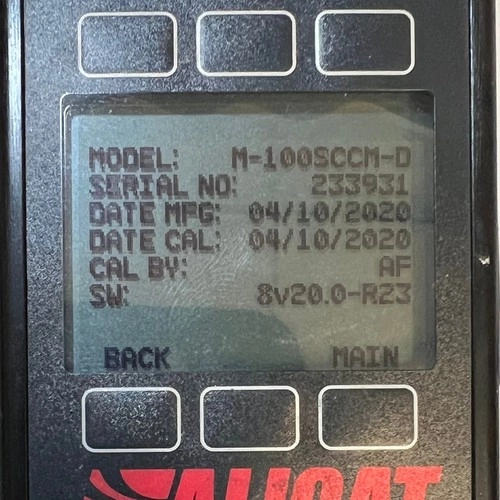 MODEL: M-100SCCM-D
SERIAL NO: 233931
DATE MFG: 04/10/2020
DATE CAL: 04/10/2020
CAL BY: AF
SW: 8v20.0-R23
BACK MAIN
ALICAT